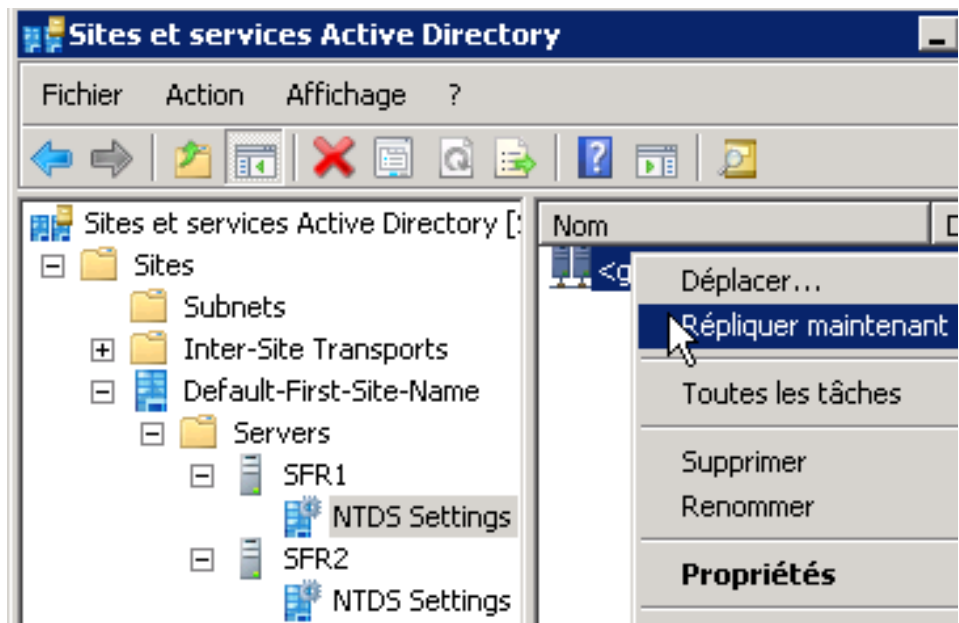 Sites et services Active Directory
Fichier Action Affichage ?
Sites et services Active Directory [
Sites
Subnets
Inter-Site Transports
Default-First-Site-Name
Servers
SFR1
NTDS Settings
SFR2
NTDS Settings
Nom
<g
Déplacer...
Répliquer maintenant
Toutes les tâches
Supprimer
Renommer
Propriétés